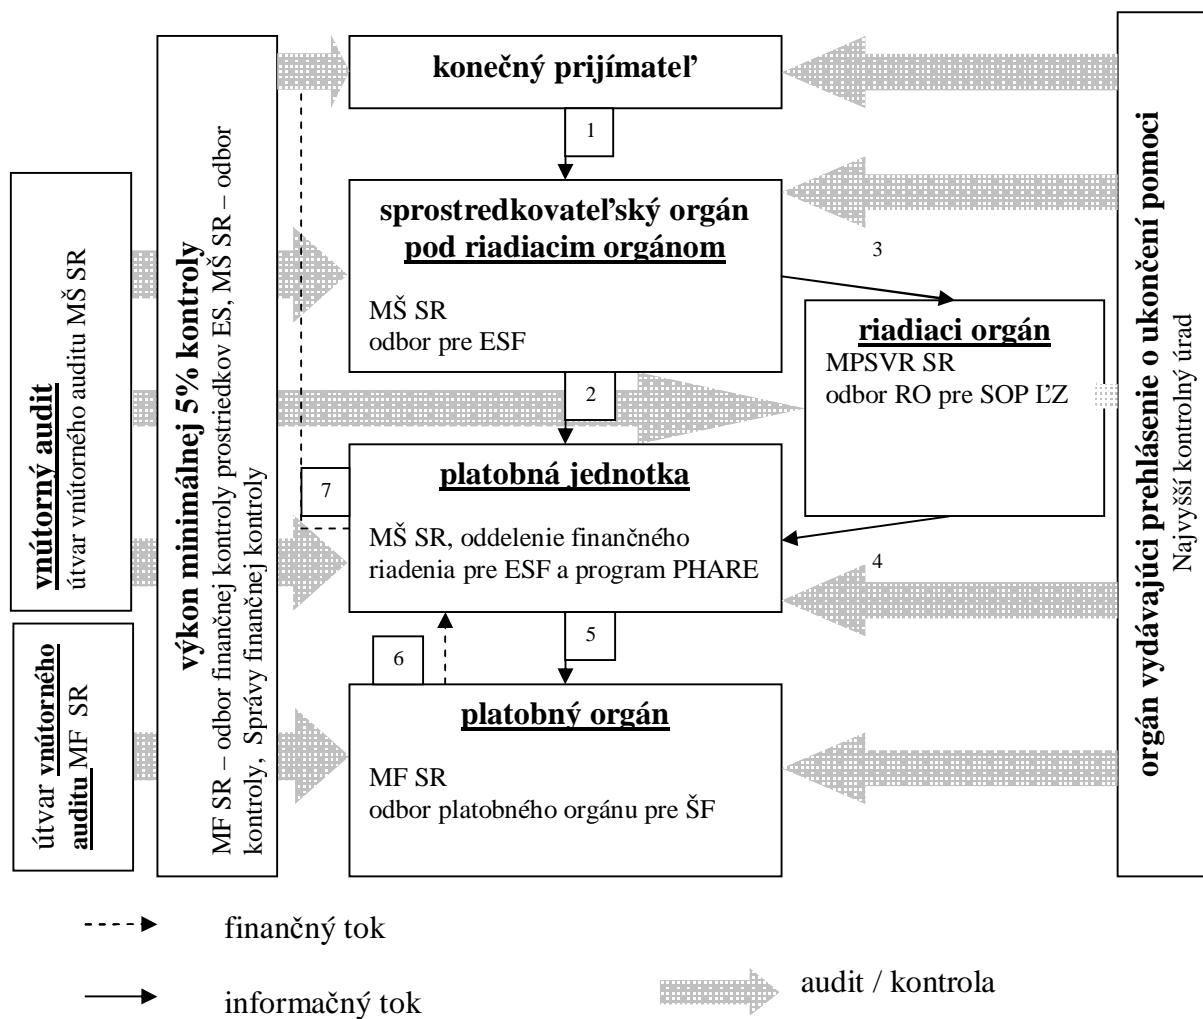 konečný prijímateľ
1
sprostredkovateľský orgán
pod riadiacim orgánom
MŠ SR
odbor pre ESF
3
riadiaci orgán
MPSVR SR
odbor RO pre SOP ĽZ
2
platobná jednotka
MŠ SR, oddelenie finančného
riadenia pre ESF a program PHARE
7
4
5
6
platobný orgán
MF SR
odbor platobného orgánu pre ŠF
vnútorný audit
útvar vnútorného auditu MŠ SR
útvar vnútorného
auditu MF SR
výkon minimálnej 5% kontroly
MF SR – odbor finančnej kontroly prostriedkov ES, MŠ SR – odbor
kontroly, Správy finančnej kontroly
orgán vydávajúci prehlásenie o ukončení pomoci
Najvyšší kontrolný úrad
finančný tok
informačný tok
audit / kontrola